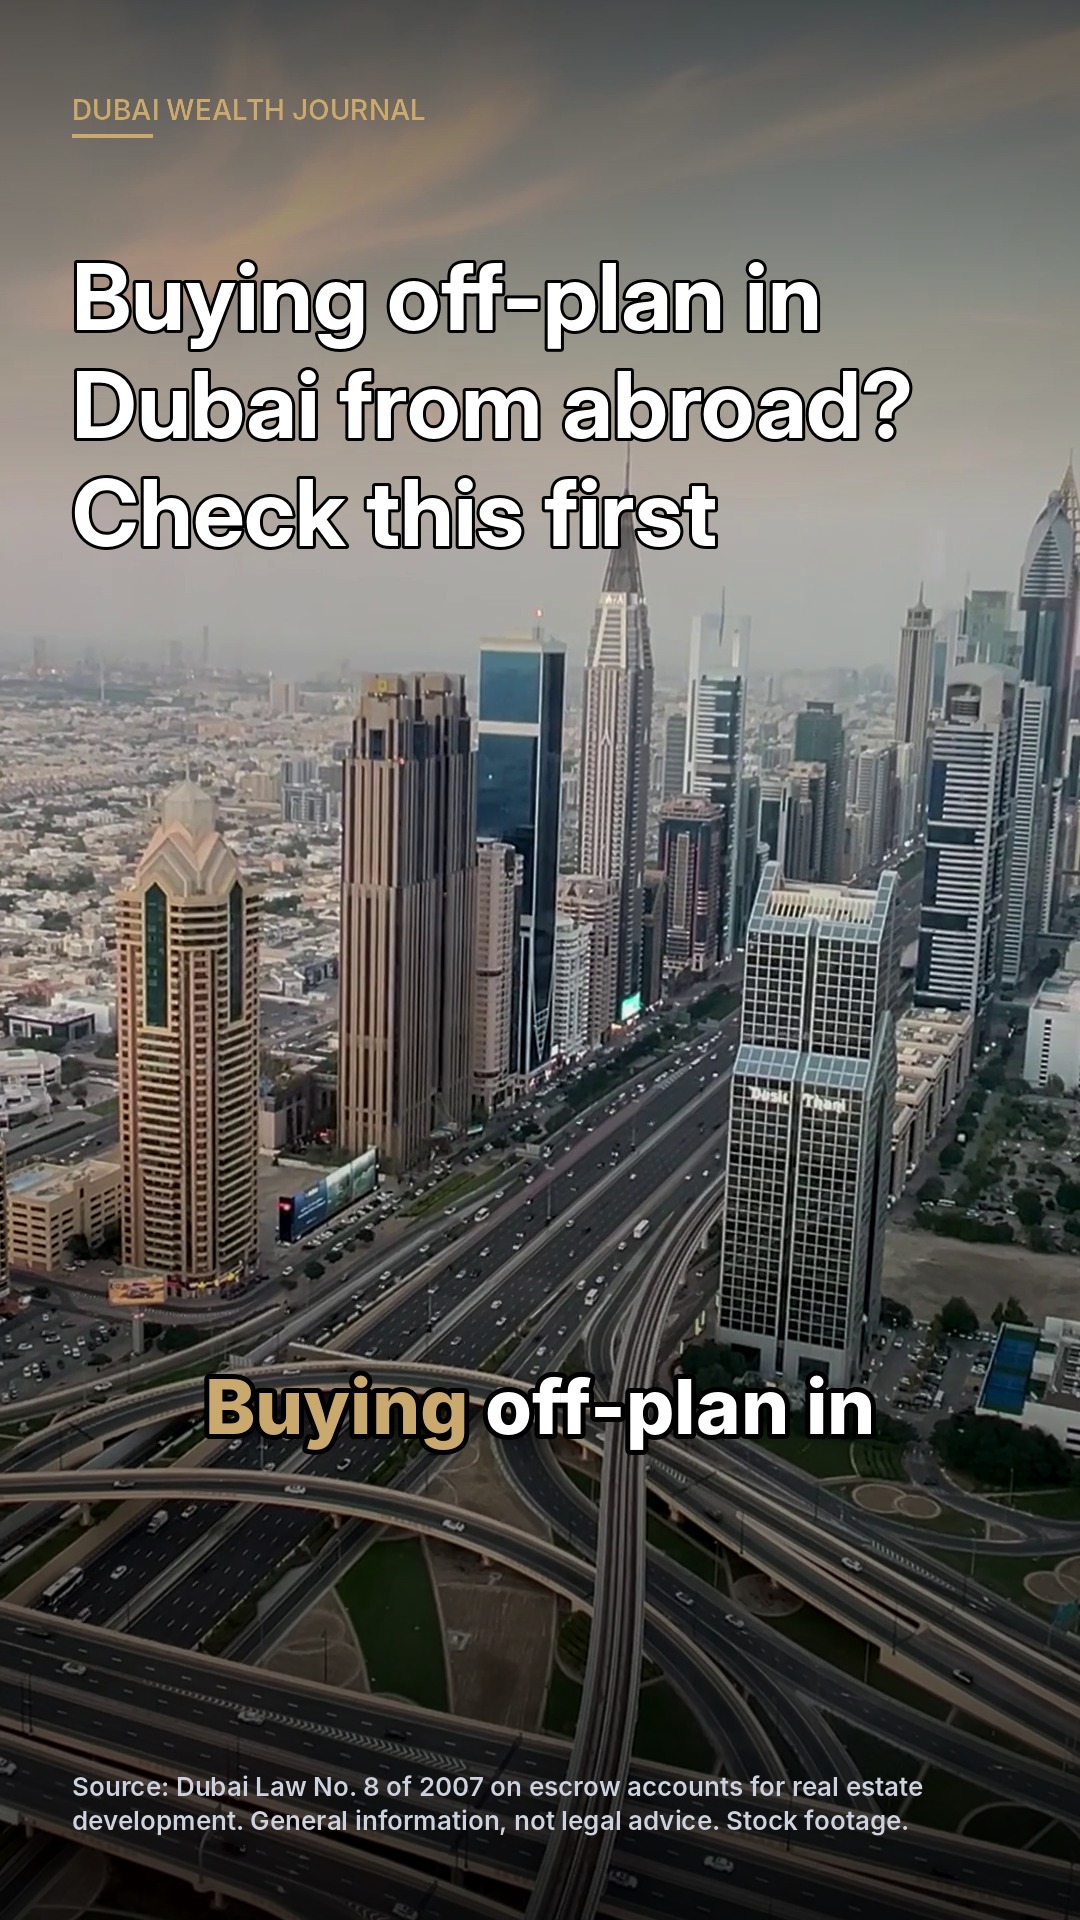 DUBAI WEALTH JOURNAL
Buying off-plan in
Dubai from abroad?
Check this first
Dusit Thani
Buying off-plan in
Source: Dubai Law No. 8 of 2007 on escrow accounts for real estate
development. General information, not legal advice. Stock footage.